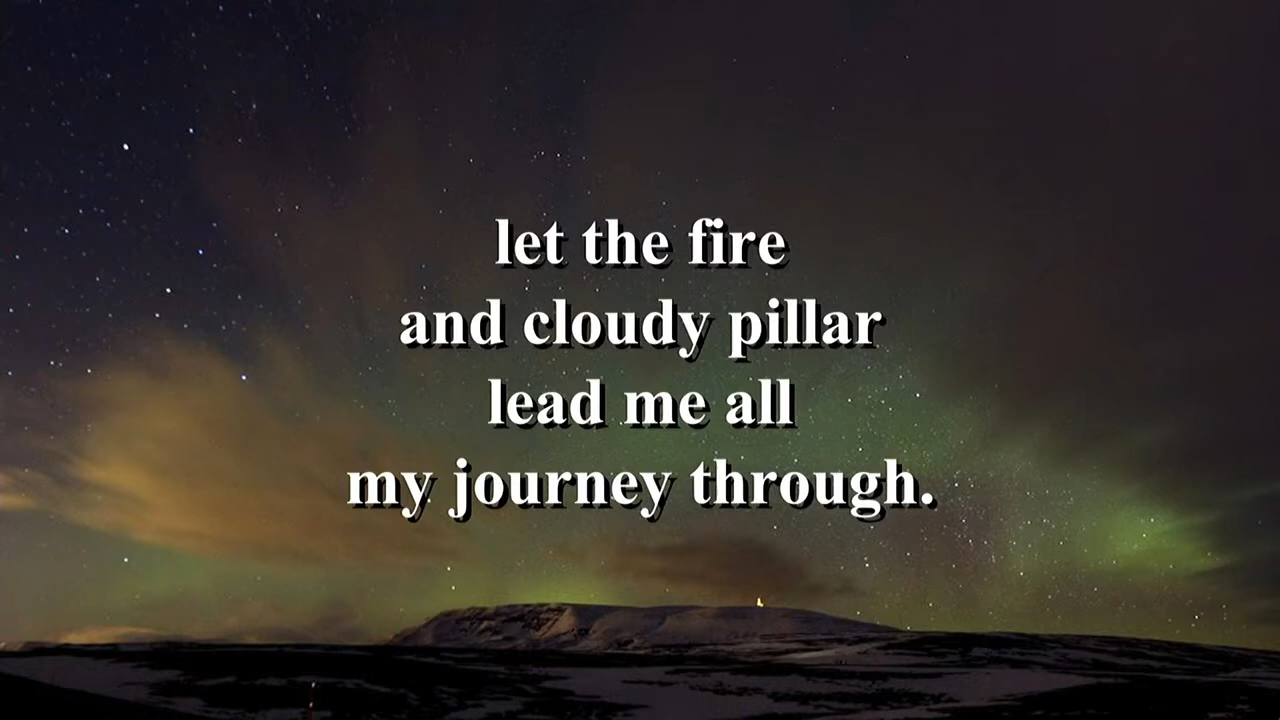 let the fire
and cloudy pillar
lead me all
my journey through.